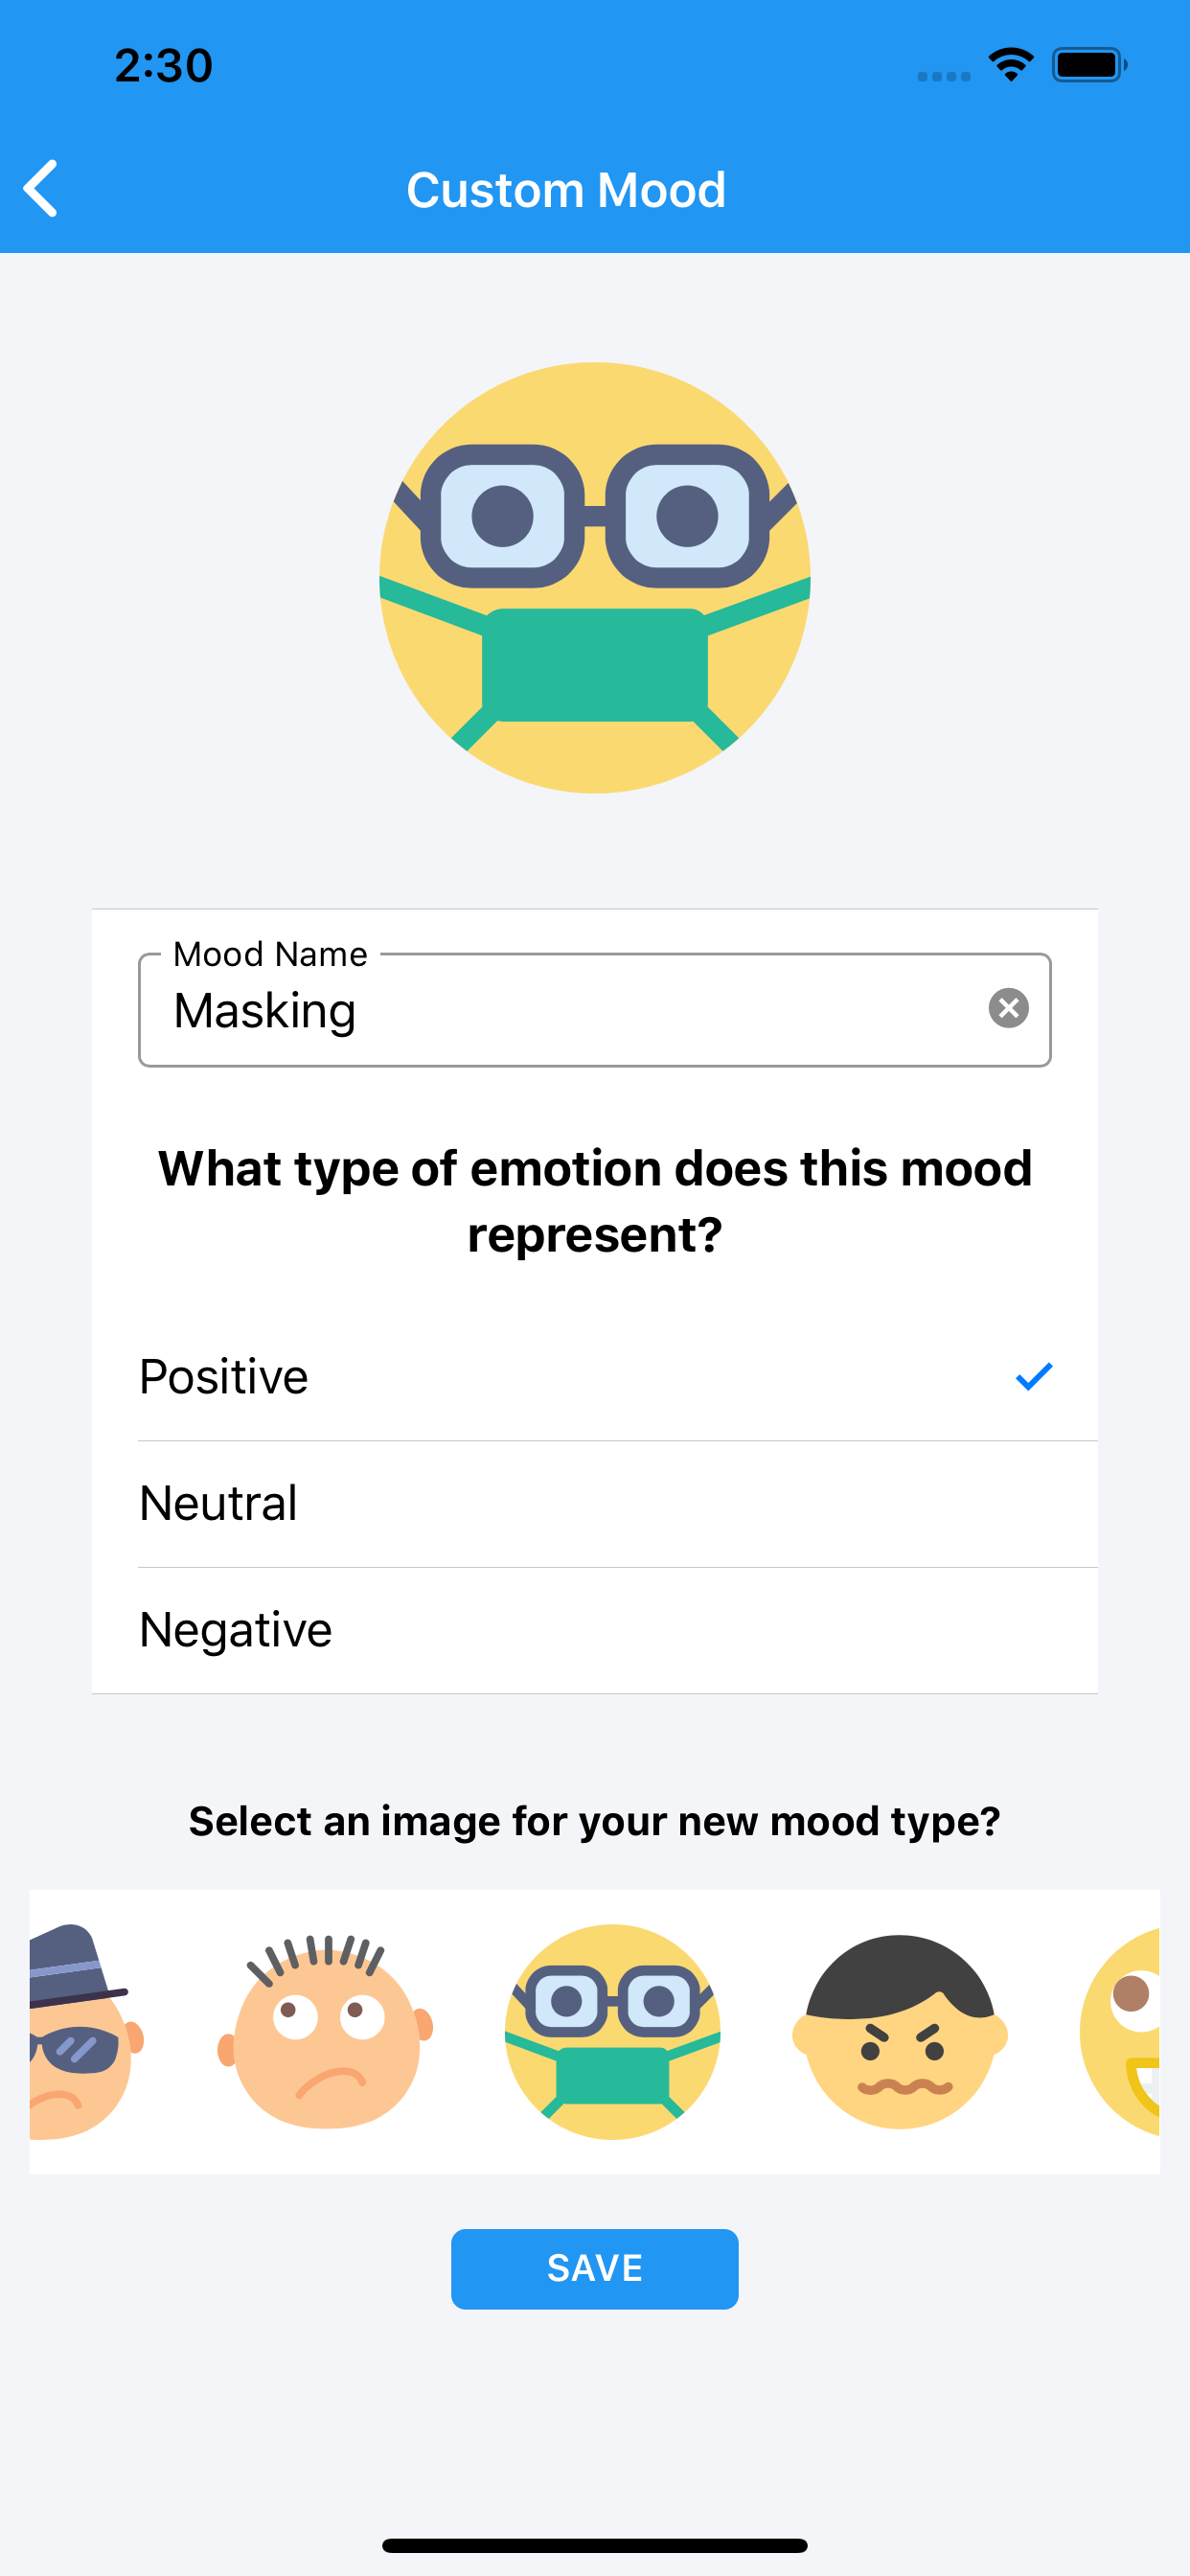 2:30
Custom Mood
Mood Name
Masking
What type of emotion does this mood
represent?
Positive
Neutral
Negative
Select an image for your new mood type?
SAVE